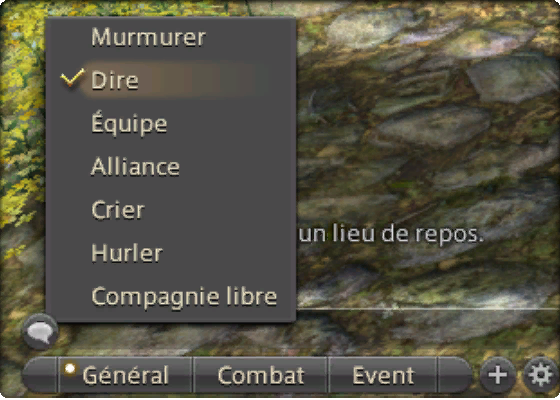 Murmurer
Dire
Équipe
Alliance
Crier
un lieu de repos.
Hurler
Compagnie libre
Général
Combat
Event